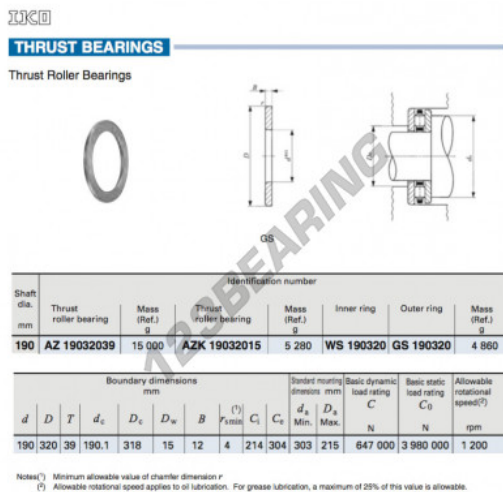 IKO
THRUST BEARINGS
Thrust Roller Bearings
B
r
D
GS
123BEARING
Identification number
Shaft dia. mm
Thrust roller bearing
Mass (Ref.) g
Thrust roller bearing
Mass (Ref.) g
Inner ring
Outer ring
Mass (Ref.) g
190 AZ 19032039 15 000 AZK 19032015 5 280 WS 190320 GS 190320 4 860
Boundary dimensions mm
Standard mounting dimensions mm
Basic dynamic load rating C N
Basic static load rating C0 N
Allowable rotational speed(2) rpm
d D T dc Dc Dw B rsmin(1) Ci Ce da Min. Da Max.
190 320 39 190.1 318 15 12 4 214 304 303 215 647 000 3 980 000 1 200
Notes(1) Minimum allowable value of chamfer dimension r
(2) Allowable rotational speed applies to oil lubrication. For grease lubrication, a maximum of 25% of this value is allowable.